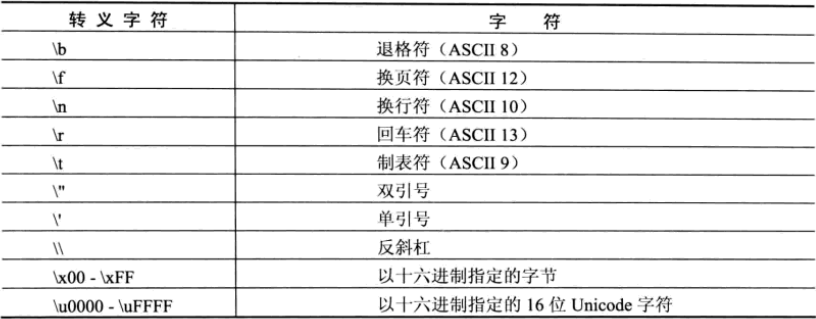 转义字符 字符
\b 退格符（ASCII 8）
\f 换页符（ASCII 12）
\n 换行符（ASCII 10）
\r 回车符（ASCII 13）
\t 制表符（ASCII 9）
\" 双引号
\' 单引号
\\ 反斜杠
\x00 - \xFF 以十六进制指定的字节
\u0000 - \uFFFF 以十六进制指定的 16 位 Unicode 字符